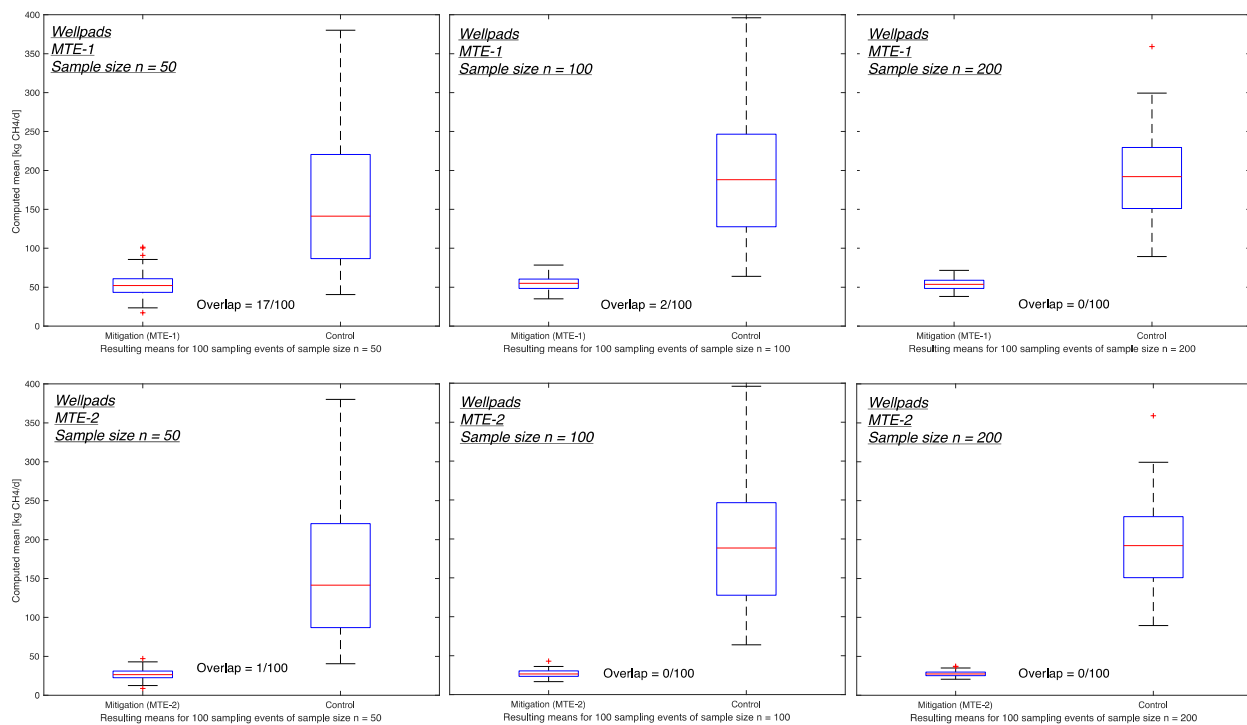 Wellpads
MTE-1
Sample size n = 50
400
350
300
250
200
150
100
50
0
Computed mean [kg CH4/d]
Overlap = 17/100
Mitigation (MTE-1) Control
Resulting means for 100 sampling events of sample size n = 50
Wellpads
MTE-1
Sample size n = 100
Overlap = 2/100
Mitigation (MTE-1) Control
Resulting means for 100 sampling events of sample size n = 100
Wellpads
MTE-1
Sample size n = 200
Overlap = 0/100
Mitigation (MTE-1) Control
Resulting means for 100 sampling events of sample size n = 200
Wellpads
MTE-2
Sample size n = 50
400
350
300
250
200
150
100
50
0
Computed mean [kg CH4/d]
Overlap = 1/100
Mitigation (MTE-2) Control
Resulting means for 100 sampling events of sample size n = 50
Wellpads
MTE-2
Sample size n = 100
Overlap = 0/100
Mitigation (MTE-2) Control
Resulting means for 100 sampling events of sample size n = 100
Wellpads
MTE-2
Sample size n = 200
Overlap = 0/100
Mitigation (MTE-2) Control
Resulting means for 100 sampling events of sample size n = 200